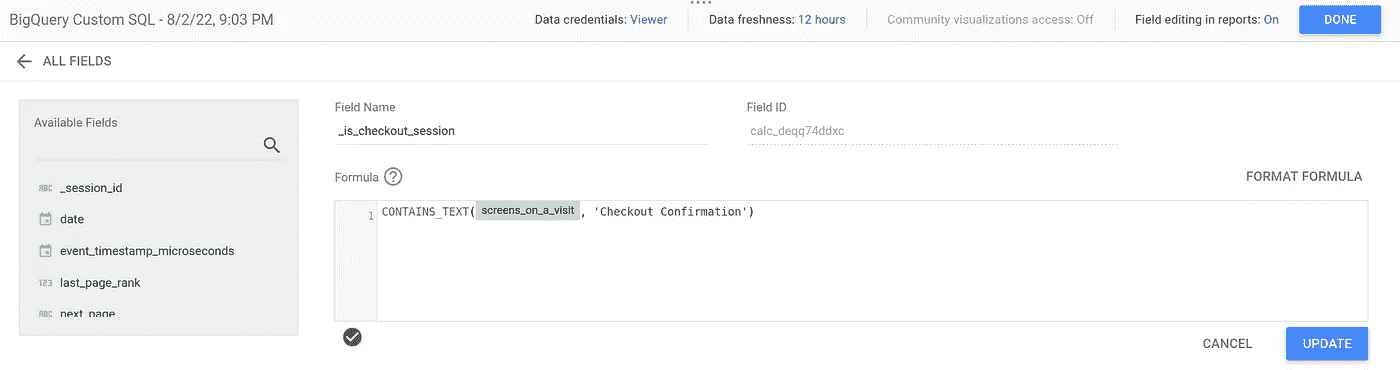 BigQuery Custom SQL - 8/2/22, 9:03 PM
Data credentials: Viewer
Data freshness: 12 hours
Community visualizations access: Off
Field editing in reports: On
DONE
ALL FIELDS
Available Fields
ABC _session_id
date
event_timestamp_microseconds
123 last_page_rank
ABC next_page
Field Name
_is_checkout_session
Field ID
calc_deqq74ddxc
Formula ?
FORMAT FORMULA
1 CONTAINS_TEXT( screens_on_a_visit , 'Checkout Confirmation')
CANCEL
UPDATE